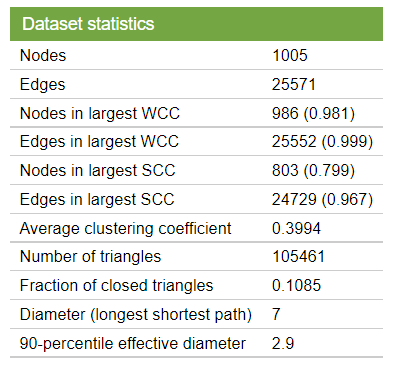 Dataset statistics
Nodes 1005
Edges 25571
Nodes in largest WCC 986 (0.981)
Edges in largest WCC 25552 (0.999)
Nodes in largest SCC 803 (0.799)
Edges in largest SCC 24729 (0.967)
Average clustering coefficient 0.3994
Number of triangles 105461
Fraction of closed triangles 0.1085
Diameter (longest shortest path) 7
90-percentile effective diameter 2.9